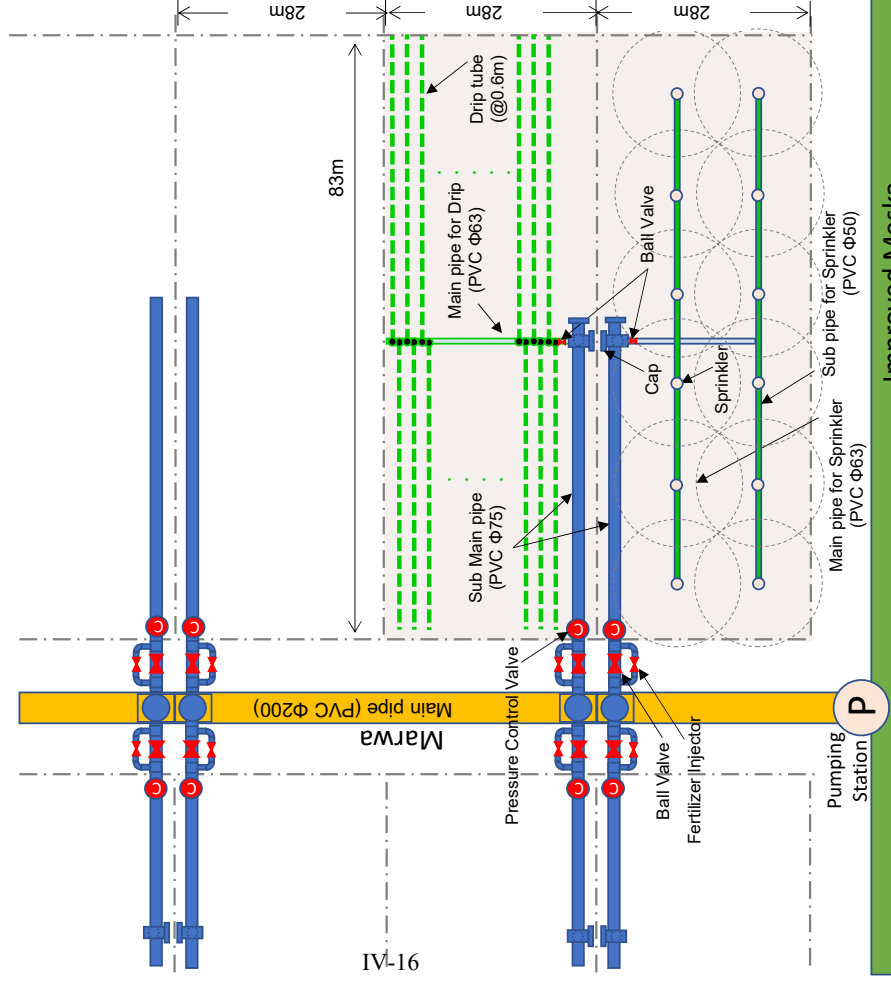 28m
28m
28m
83m
Drip tube
(@0.6m)
Main pipe for Drip
(PVC Φ63)
Ball Valve
Cap
Sprinkler
Sub Main pipe
(PVC Φ75)
Sub pipe for Sprinkler
(PVC Φ50)
Main pipe for Sprinkler
(PVC Φ63)
Pressure Control Valve
Ball Valve
Fertilizer Injector
Main pipe (PVC Φ200)
Marwa
C
C
C
C
C
C
C
C
P
Pumping
Station
IV-16
Improved Meska